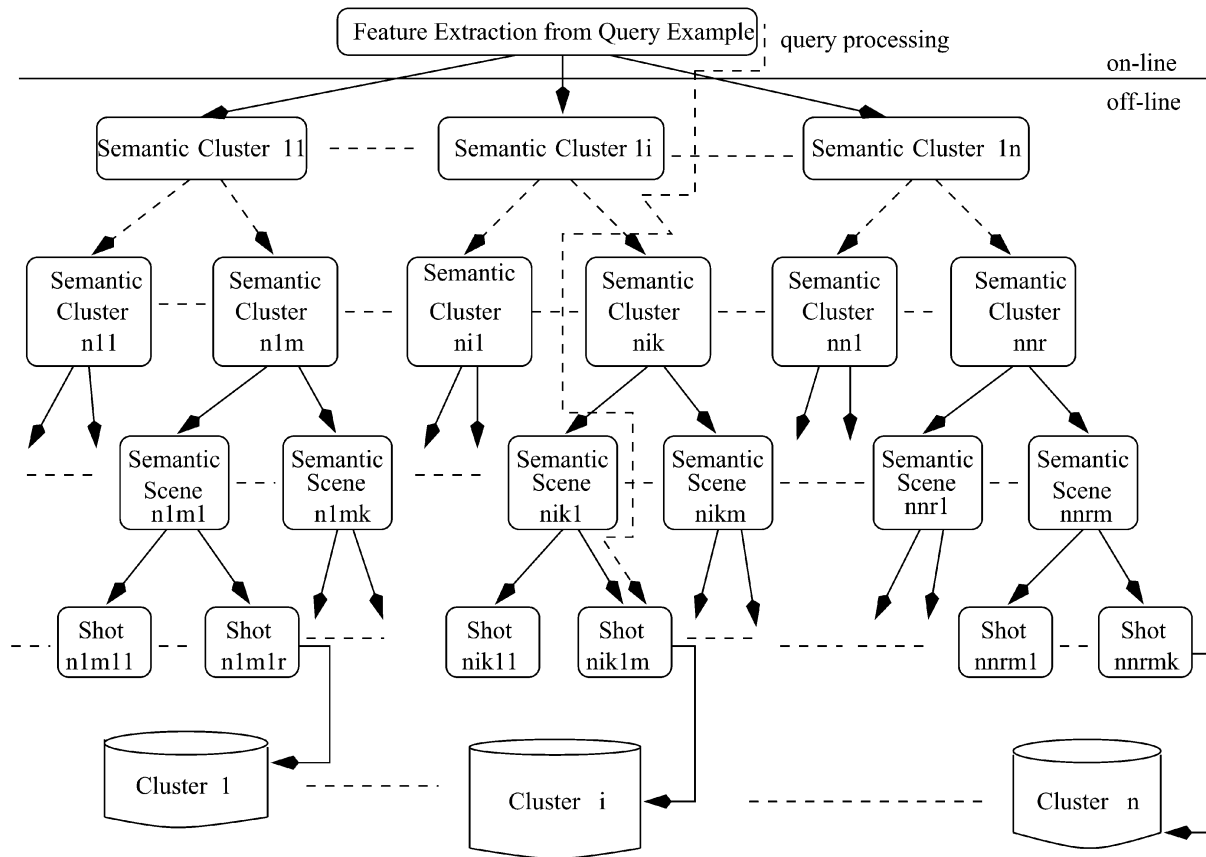 Feature Extraction from Query Example
query processing
on-line
off-line
Semantic Cluster 11
Semantic Cluster 1i
Semantic Cluster 1n
Semantic
Cluster
n11
Semantic
Cluster
n1m
Semantic
Cluster
ni1
Semantic
Cluster
nik
Semantic
Cluster
nn1
Semantic
Cluster
nnr
Semantic
Scene
n1m1
Semantic
Scene
n1mk
Semantic
Scene
nik1
Semantic
Scene
nikm
Semantic
Scene
nnr1
Semantic
Scene
nnrm
Shot
n1m11
Shot
n1m1r
Shot
nik11
Shot
nik1m
Shot
nnrm1
Shot
nnrmk
Cluster 1
Cluster i
Cluster n